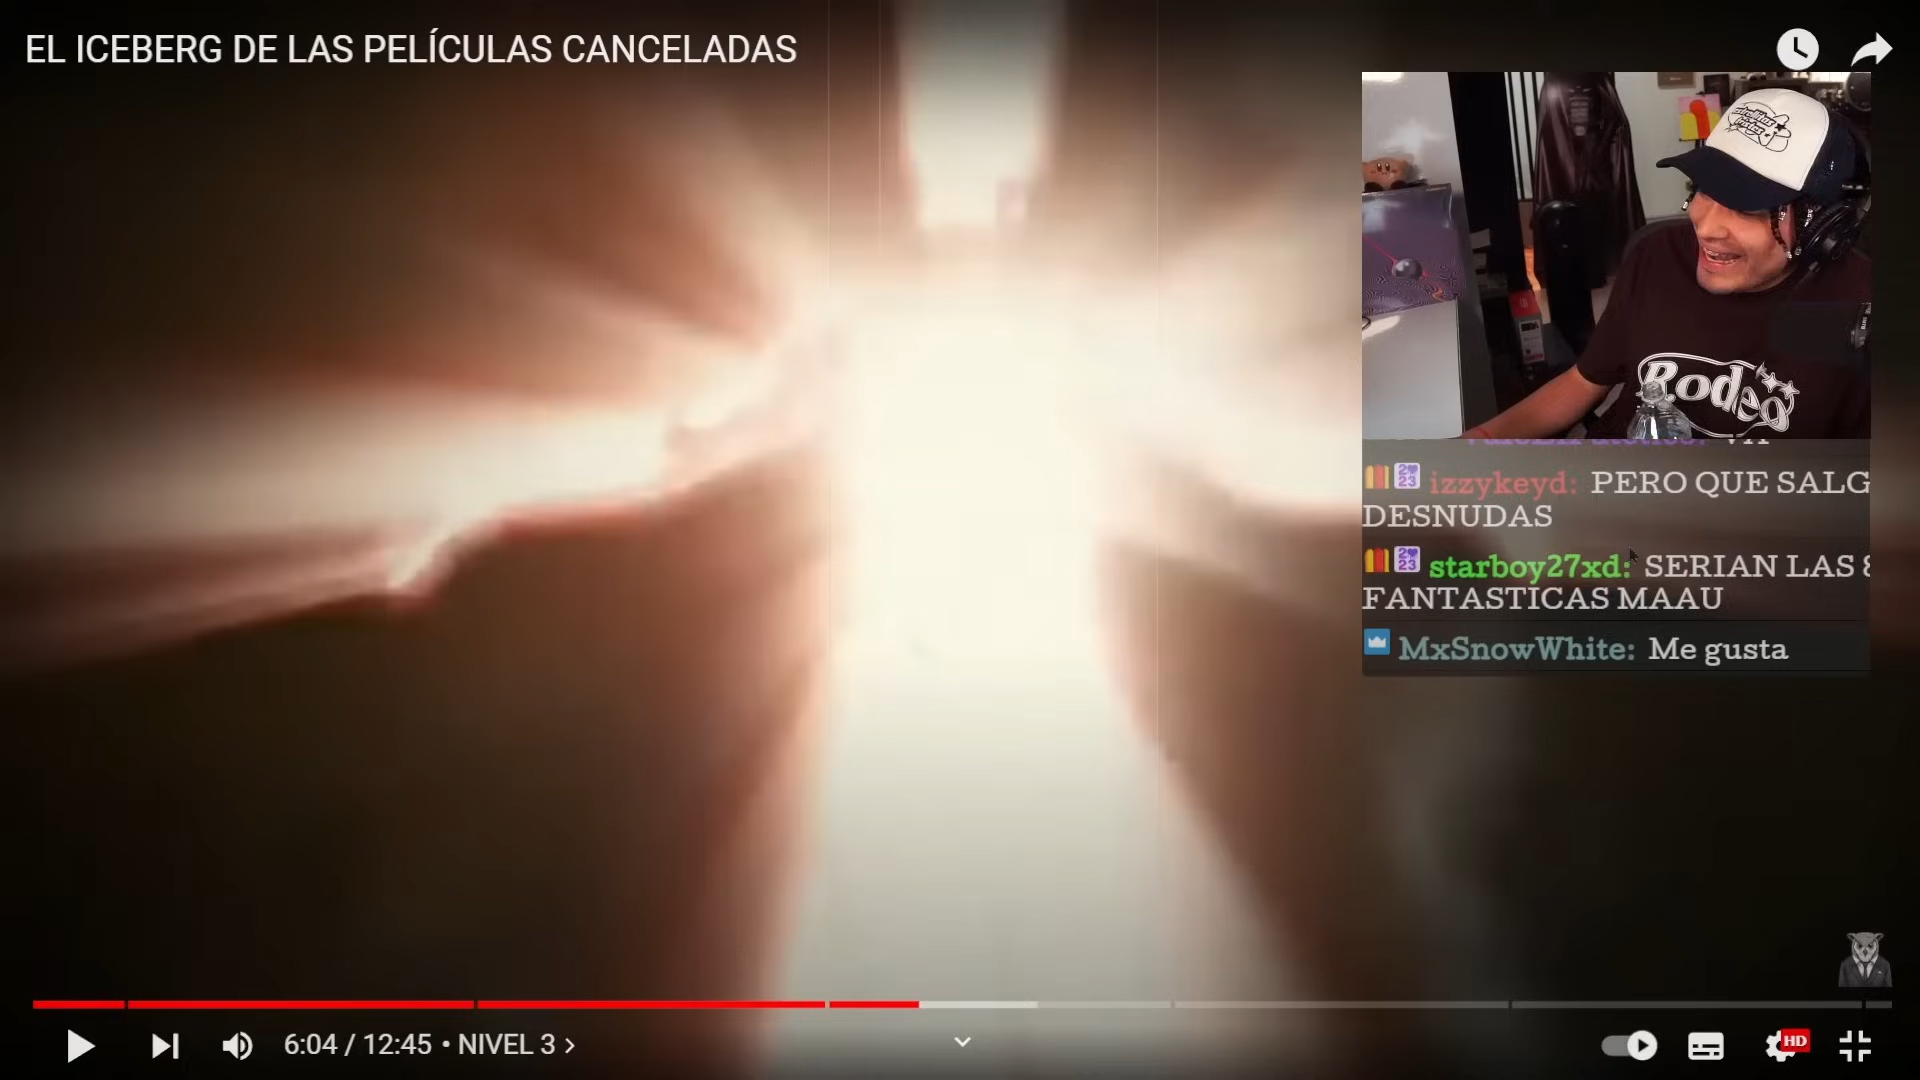 EL ICEBERG DE LAS PELÍCULAS CANCELADAS
Rodeo
izzykeyd: PERO QUE SALG
DESNUDAS
starboy27xd: SERIAN LAS
FANTASTICAS MAAU
MxSnowWhite: Me gusta
6:04 / 12:45 • NIVEL 3 >
HD